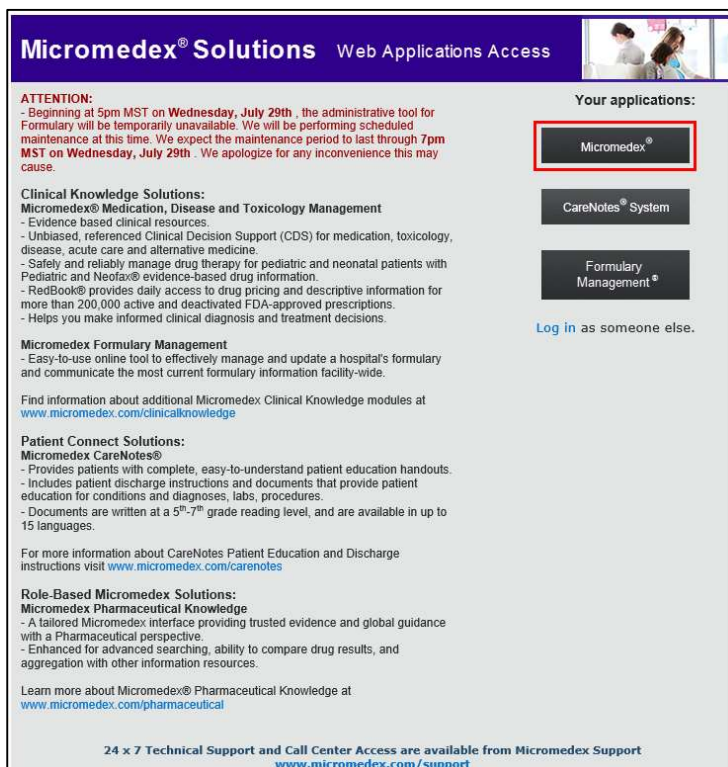 Micromedex® Solutions Web Applications Access
ATTENTION:
- Beginning at 5pm MST on Wednesday, July 29th , the administrative tool for
Formulary will be temporarily unavailable. We will be performing scheduled
maintenance at this time. We expect the maintenance period to last through 7pm
MST on Wednesday, July 29th . We apologize for any inconvenience this may
cause.
Clinical Knowledge Solutions:
Micromedex® Medication, Disease and Toxicology Management
- Evidence based clinical resources.
- Unbiased, referenced Clinical Decision Support (CDS) for medication, toxicology,
disease, acute care and alternative medicine.
- Safely and reliably manage drug therapy for pediatric and neonatal patients with
Pediatric and Neofax® evidence-based drug information.
- RedBook® provides daily access to drug pricing and descriptive information for
more than 200,000 active and deactivated FDA-approved prescriptions.
- Helps you make informed clinical diagnosis and treatment decisions.
Micromedex Formulary Management
- Easy-to-use online tool to effectively manage and update a hospital's formulary
and communicate the most current formulary information facility-wide.
Find information about additional Micromedex Clinical Knowledge modules at
www.micromedex.com/clinicalknowledge
Patient Connect Solutions:
Micromedex CareNotes®
- Provides patients with complete, easy-to-understand patient education handouts.
- Includes patient discharge instructions and documents that provide patient
education for conditions and diagnoses, labs, procedures.
- Documents are written at a 5th-7th grade reading level, and are available in up to
15 languages.
For more information about CareNotes Patient Education and Discharge
instructions visit www.micromedex.com/carenotes
Role-Based Micromedex Solutions:
Micromedex Pharmaceutical Knowledge
- A tailored Micromedex interface providing trusted evidence and global guidance
with a Pharmaceutical perspective.
- Enhanced for advanced searching, ability to compare drug results, and
aggregation with other information resources.
Learn more about Micromedex® Pharmaceutical Knowledge at
www.micromedex.com/pharmaceutical
Your applications:
Micromedex®
CareNotes® System
Formulary
Management®
Log in as someone else.
24 x 7 Technical Support and Call Center Access are available from Micromedex Support
www.micromedex.com/support